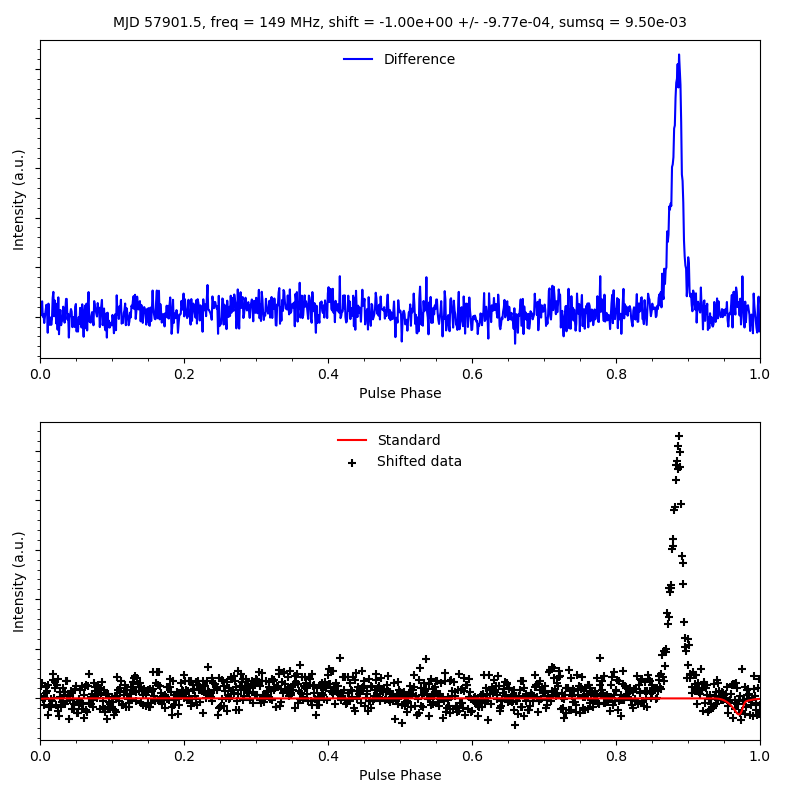 MJD 57901.5, freq = 149 MHz, shift = -1.00e+00 +/- -9.77e-04, sumsq = 9.50e-03
Difference
Intensity (a.u.)
0.0 0.2 0.4 0.6 0.8 1.0
Pulse Phase
Standard
Shifted data
Intensity (a.u.)
0.0 0.2 0.4 0.6 0.8 1.0
Pulse Phase